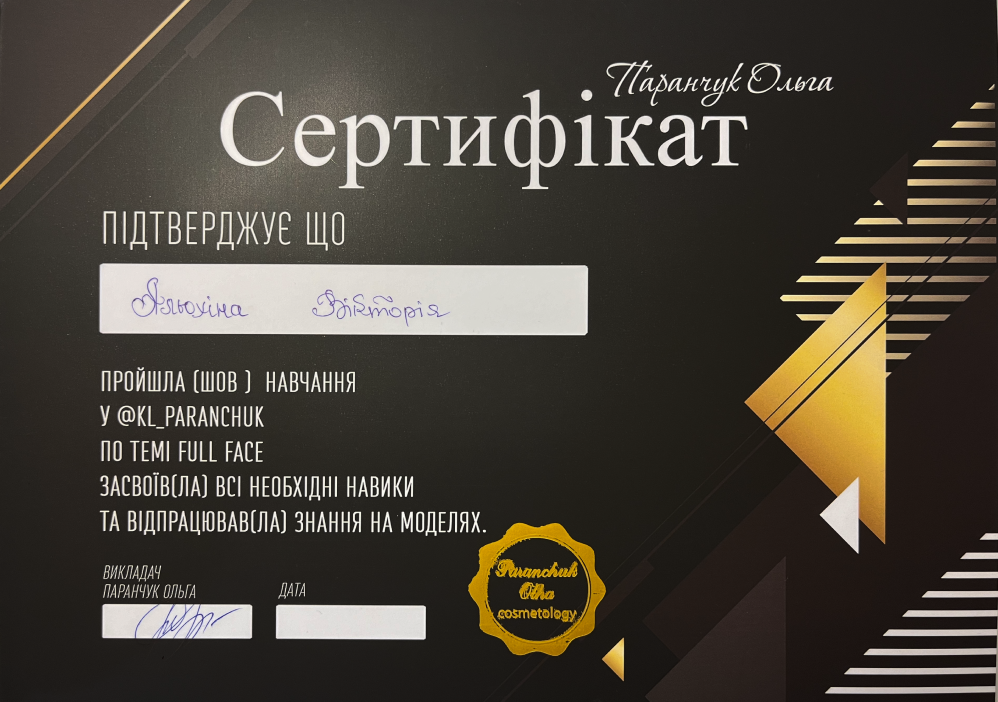 Паранчук Ольга
Сертифікат
ПІДТВЕРДЖУЄ ЩО
Альохіна Вікторія
ПРОЙШЛА (ШОВ ) НАВЧАННЯ
У @KL_PARANCHUK
ПО ТЕМІ FULL FACE
ЗАСВОЇВ(ЛА) ВСІ НЕОБХІДНІ НАВИКИ
ТА ВІДПРАЦЮВАВ(ЛА) ЗНАННЯ НА МОДЕЛЯХ.
ВИКЛАДАЧ
ПАРАНЧУК ОЛЬГА
ДАТА
Paranchuk
Olha
cosmetology